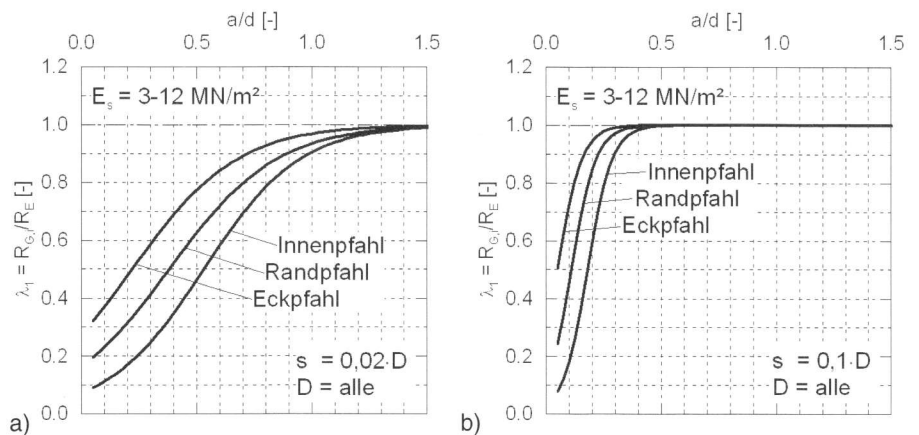 a/d [-]
0.0 0.5 1.0 1.5
1.2
1.0
0.8
0.6
0.4
0.2
0.0
λ₁ = R_G,i/R_E [-]
E_s = 3-12 MN/m²
Innenpfahl
Randpfahl
Eckpfahl
s = 0,02·D
D = alle
a)
a/d [-]
0.0 0.5 1.0 1.5
1.2
1.0
0.8
0.6
0.4
0.2
0.0
λ₁ = R_G,i/R_E [-]
E_s = 3-12 MN/m²
Innenpfahl
Randpfahl
Eckpfahl
s = 0,1·D
D = alle
b)